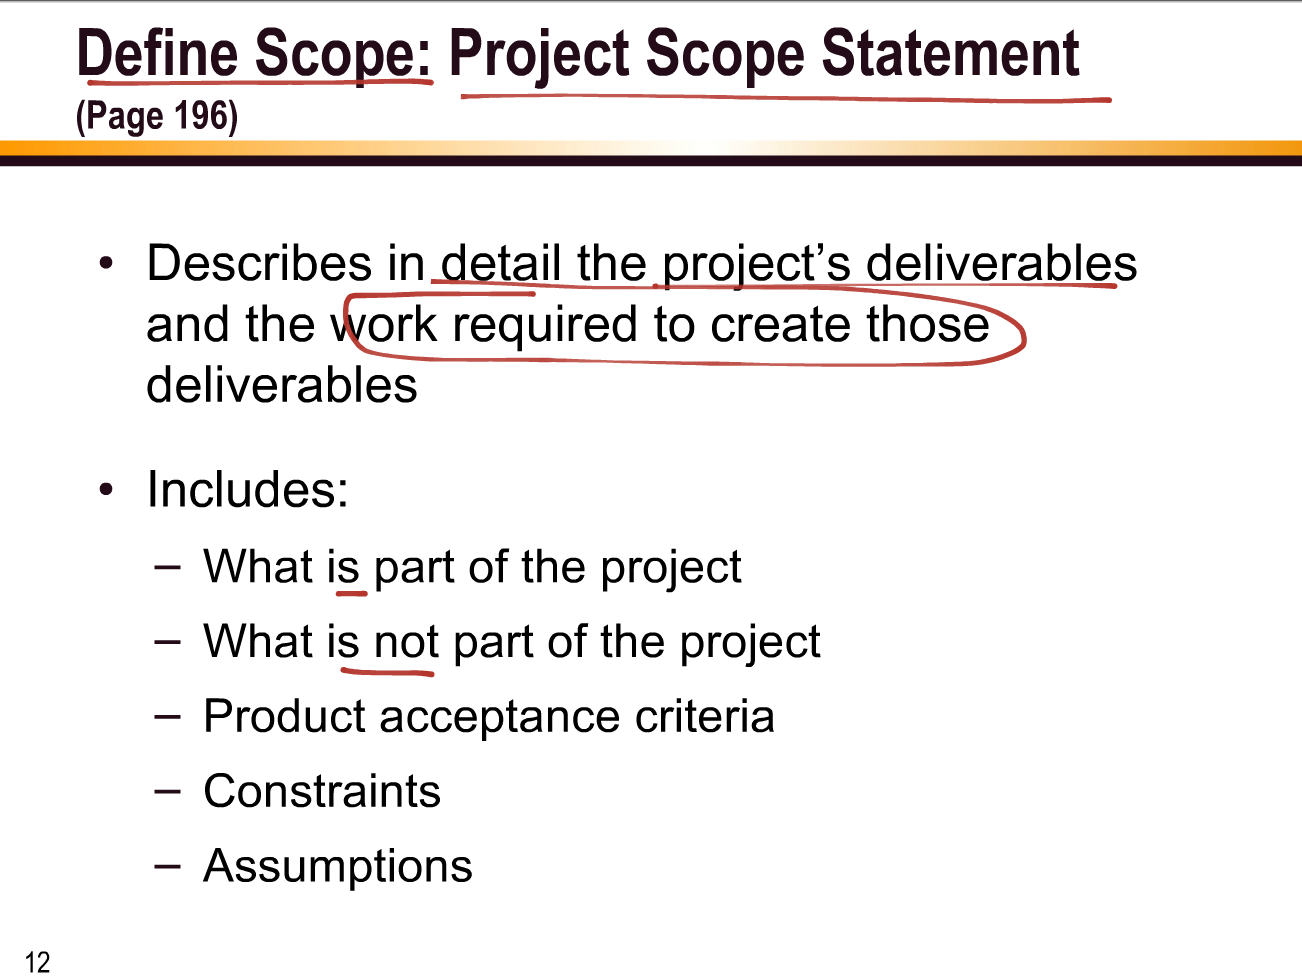 Define Scope: Project Scope Statement
(Page 196)
• Describes in detail the project’s deliverables
and the work required to create those
deliverables
• Includes:
– What is part of the project
– What is not part of the project
– Product acceptance criteria
– Constraints
– Assumptions
12